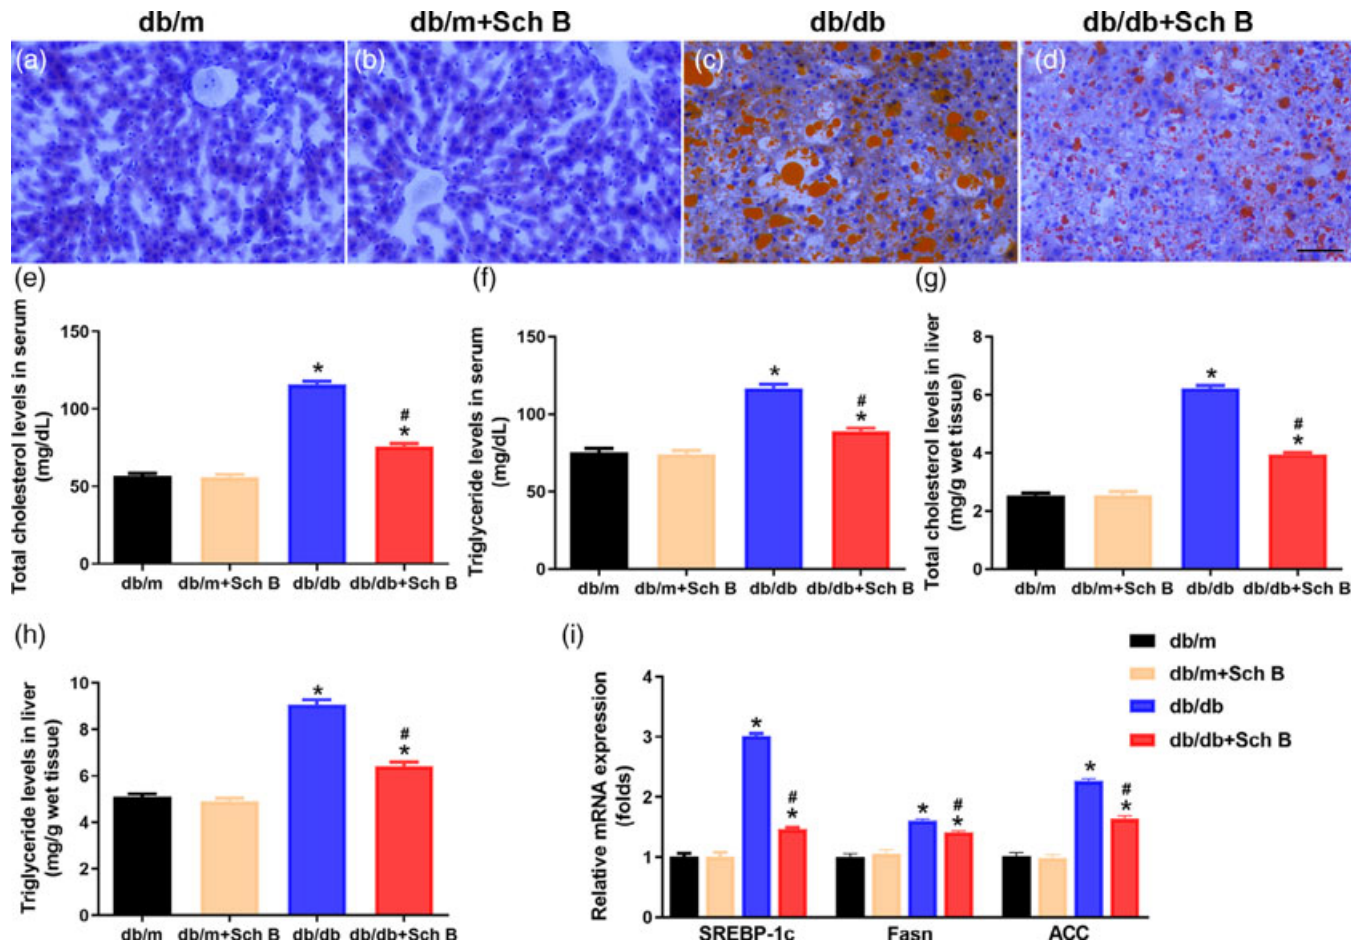 db/m db/m+Sch B db/db db/db+Sch B
(a) (b) (c) (d)
(e) (f) (g)
Total cholesterol levels in serum
(mg/dL)
150
100
50
0
*
#
*
db/m db/m+Sch B db/db db/db+Sch B
Triglyceride levels in serum
(mg/dL)
150
100
50
0
*
#
*
db/m db/m+Sch B db/db db/db+Sch B
Total cholesterol levels in liver
(mg/g wet tissue)
8
6
4
2
0
*
#
*
db/m db/m+Sch B db/db db/db+Sch B
(h) (i)
Triglyceride levels in liver
(mg/g wet tissue)
10
8
6
4
2
0
*
#
*
db/m db/m+Sch B db/db db/db+Sch B
Relative mRNA expression
(folds)
4
3
2
1
0
*
#
*
*
#
*
*
#
*
SREBP-1c Fasn ACC
db/m
db/m+Sch B
db/db
db/db+Sch B